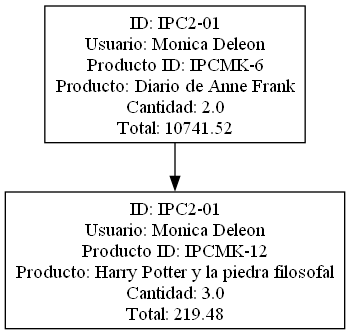 ID: IPC2-01
Usuario: Monica Deleon
Producto ID: IPCMK-6
Producto: Diario de Anne Frank
Cantidad: 2.0
Total: 10741.52
ID: IPC2-01
Usuario: Monica Deleon
Producto ID: IPCMK-12
Producto: Harry Potter y la piedra filosofal
Cantidad: 3.0
Total: 219.48